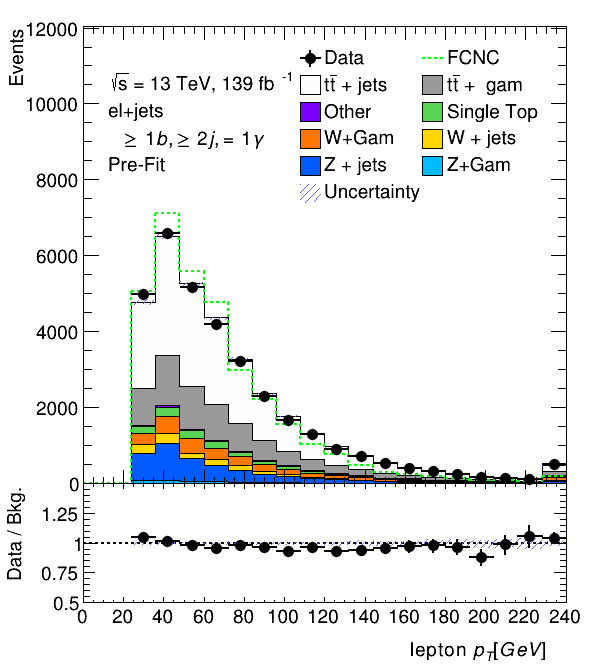 12000
10000
8000
6000
4000
2000
0
Events
√s = 13 TeV, 139 fb⁻¹
el+jets
≥ 1b, ≥ 2j, = 1γ
Pre-Fit
Data
FCNC
tt̄ + jets
tt̄ + gam
Other
Single Top
W+Gam
W + jets
Z + jets
Z+Gam
Uncertainty
Data / Bkg.
1.25
1
0.75
0.5
0 20 40 60 80 100 120 140 160 180 200 220 240
lepton p_T[GeV]